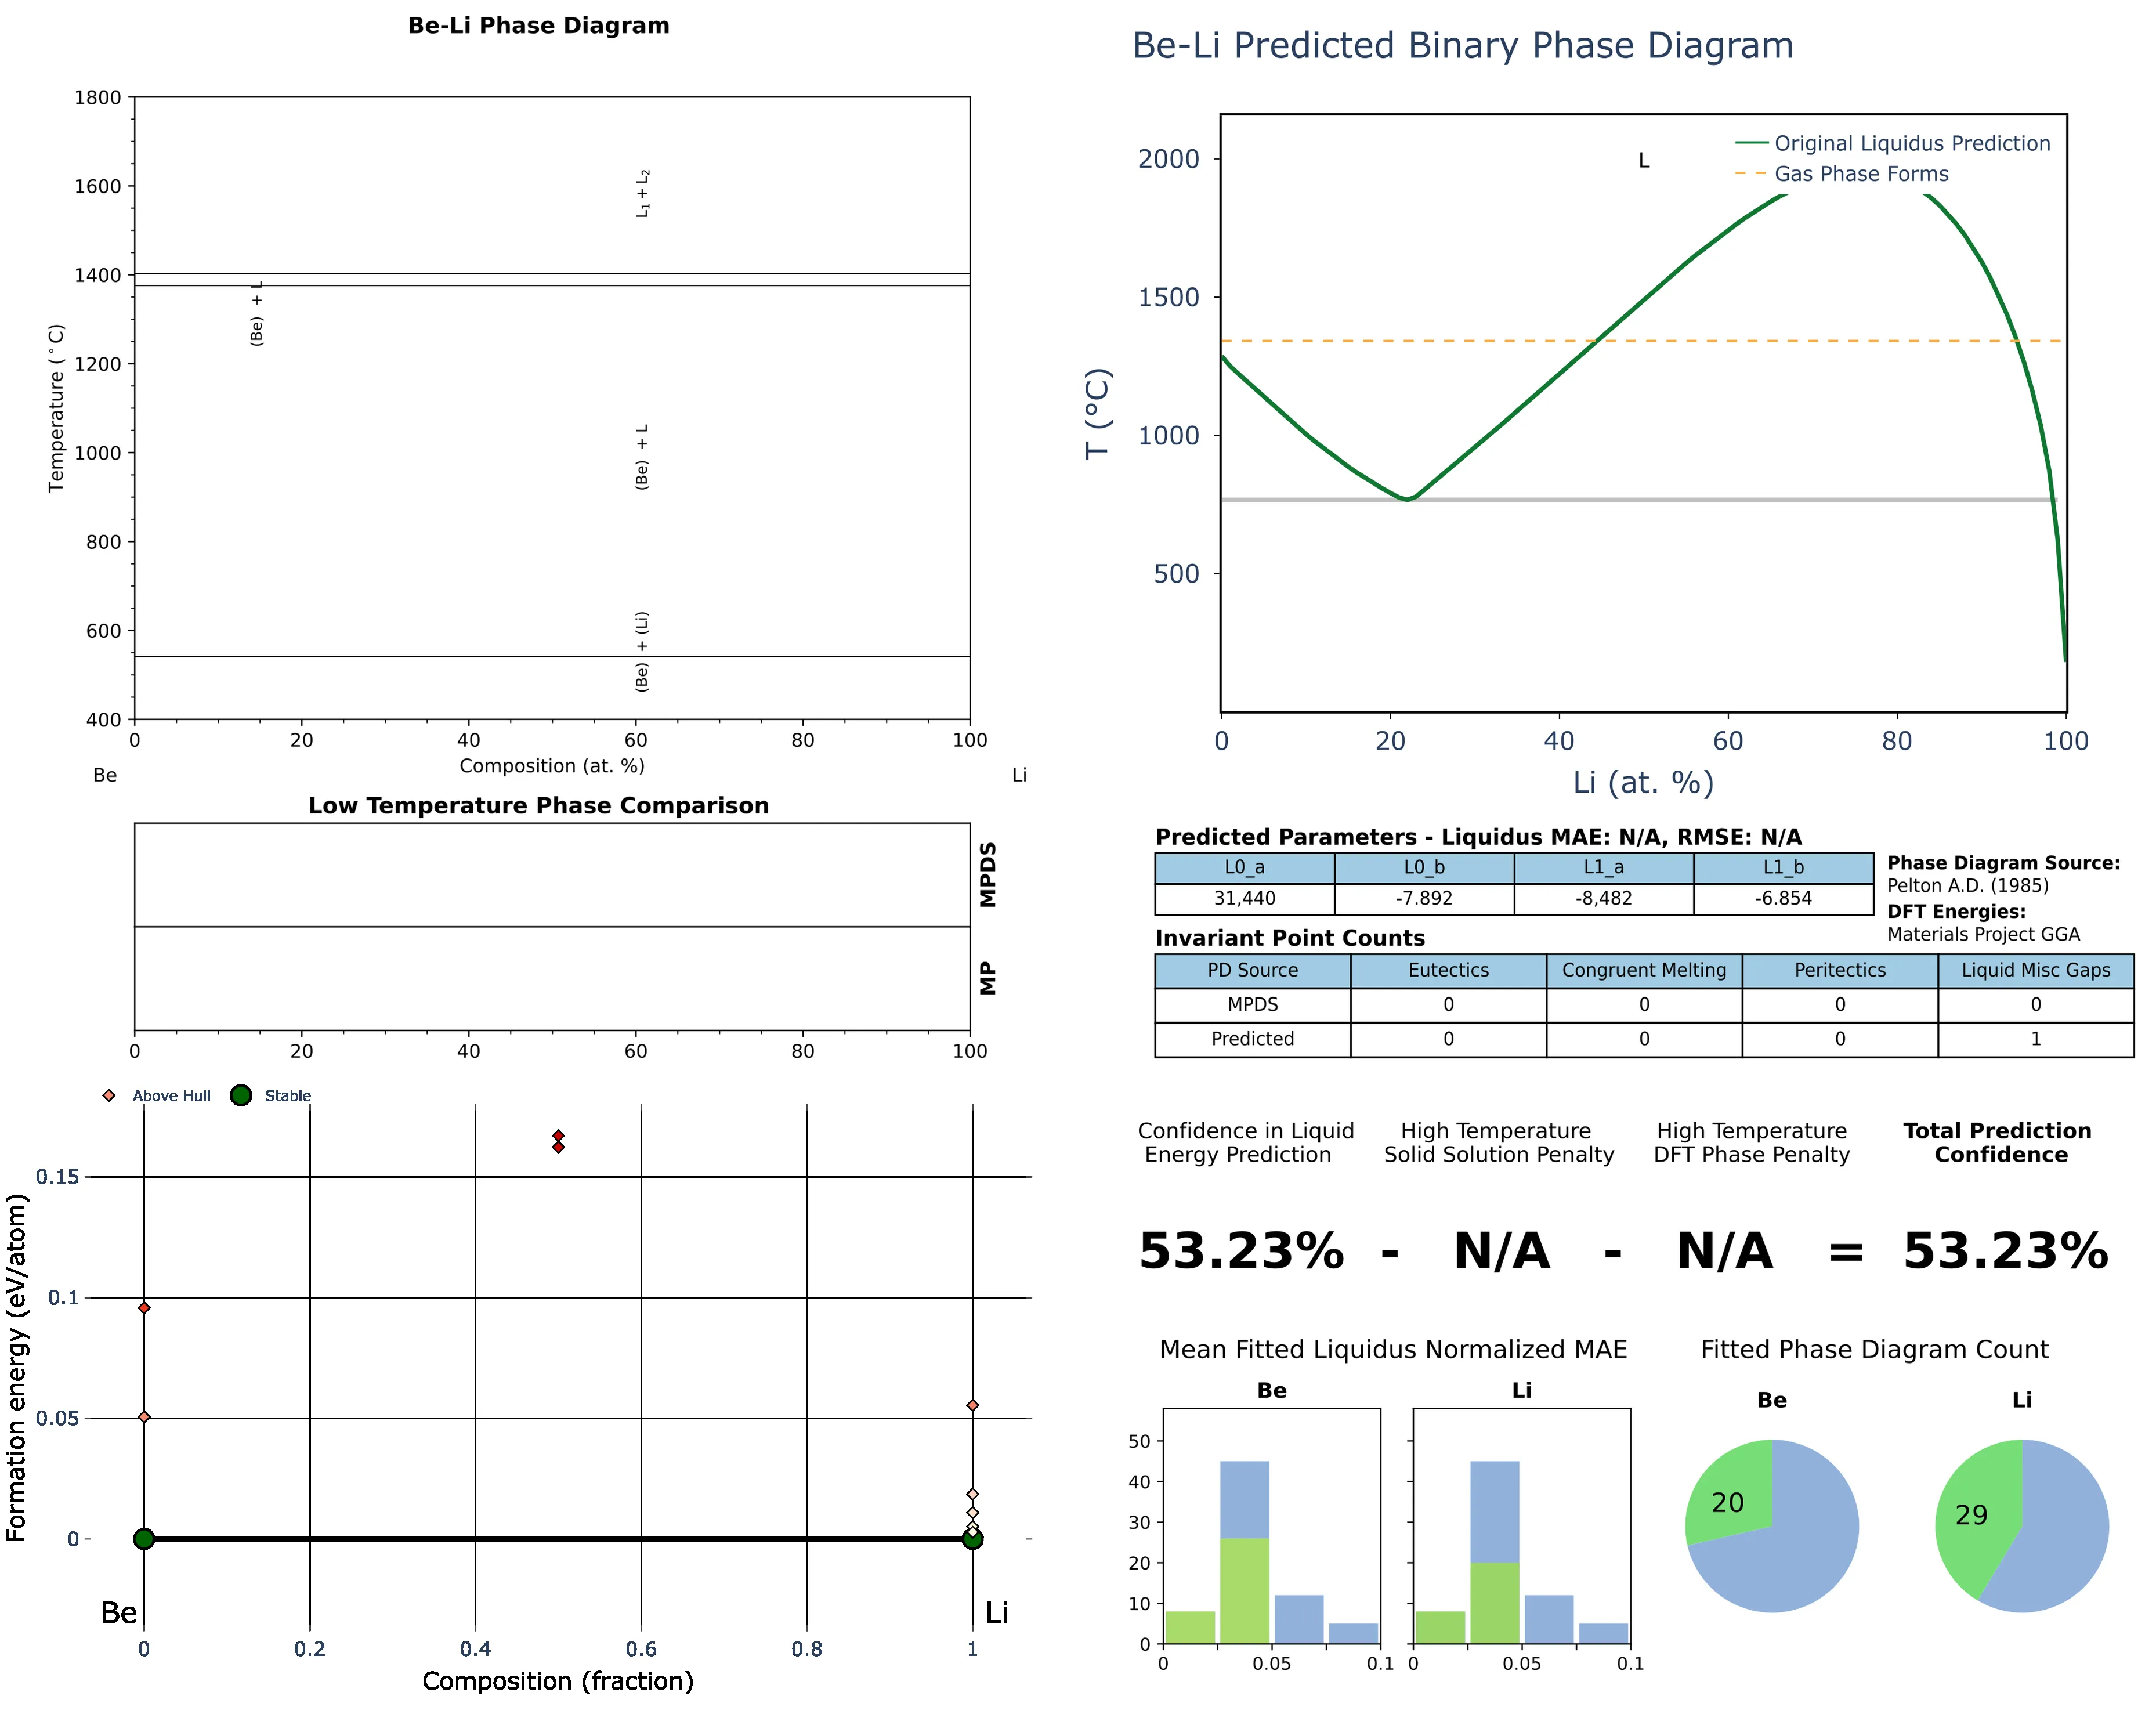 Be-Li Phase Diagram
1800
1600
1400
1200
1000
800
600
400
Temperature (°C)
L₁ + L₂
(Be) + L
(Be) + L
(Be) + (Li)
0 20 40 60 80 100
Composition (at. %)
Be Li
Low Temperature Phase Comparison
MPDS
MP
0 20 40 60 80 100
Above Hull Stable
0.15
0.1
0.05
0
Formation energy (eV/atom)
Be Li
0 0.2 0.4 0.6 0.8 1
Composition (fraction)
Be-Li Predicted Binary Phase Diagram
L
Original Liquidus Prediction
Gas Phase Forms
2000
1500
1000
500
T (°C)
0 20 40 60 80 100
Li (at. %)
Predicted Parameters - Liquidus MAE: N/A, RMSE: N/A
L0_a L0_b L1_a L1_b
31,440 -7.892 -8,482 -6.854
Phase Diagram Source:
Pelton A.D. (1985)
DFT Energies:
Materials Project GGA
Invariant Point Counts
PD Source Eutectics Congruent Melting Peritectics Liquid Misc Gaps
MPDS 0 0 0 0
Predicted 0 0 0 1
Confidence in Liquid
Energy Prediction
High Temperature
Solid Solution Penalty
High Temperature
DFT Phase Penalty
Total Prediction
Confidence
53.23% - N/A - N/A = 53.23%
Mean Fitted Liquidus Normalized MAE
Be Li
50
40
30
20
10
0
0 0.05 0.1 0 0.05 0.1
Fitted Phase Diagram Count
Be Li
20 29